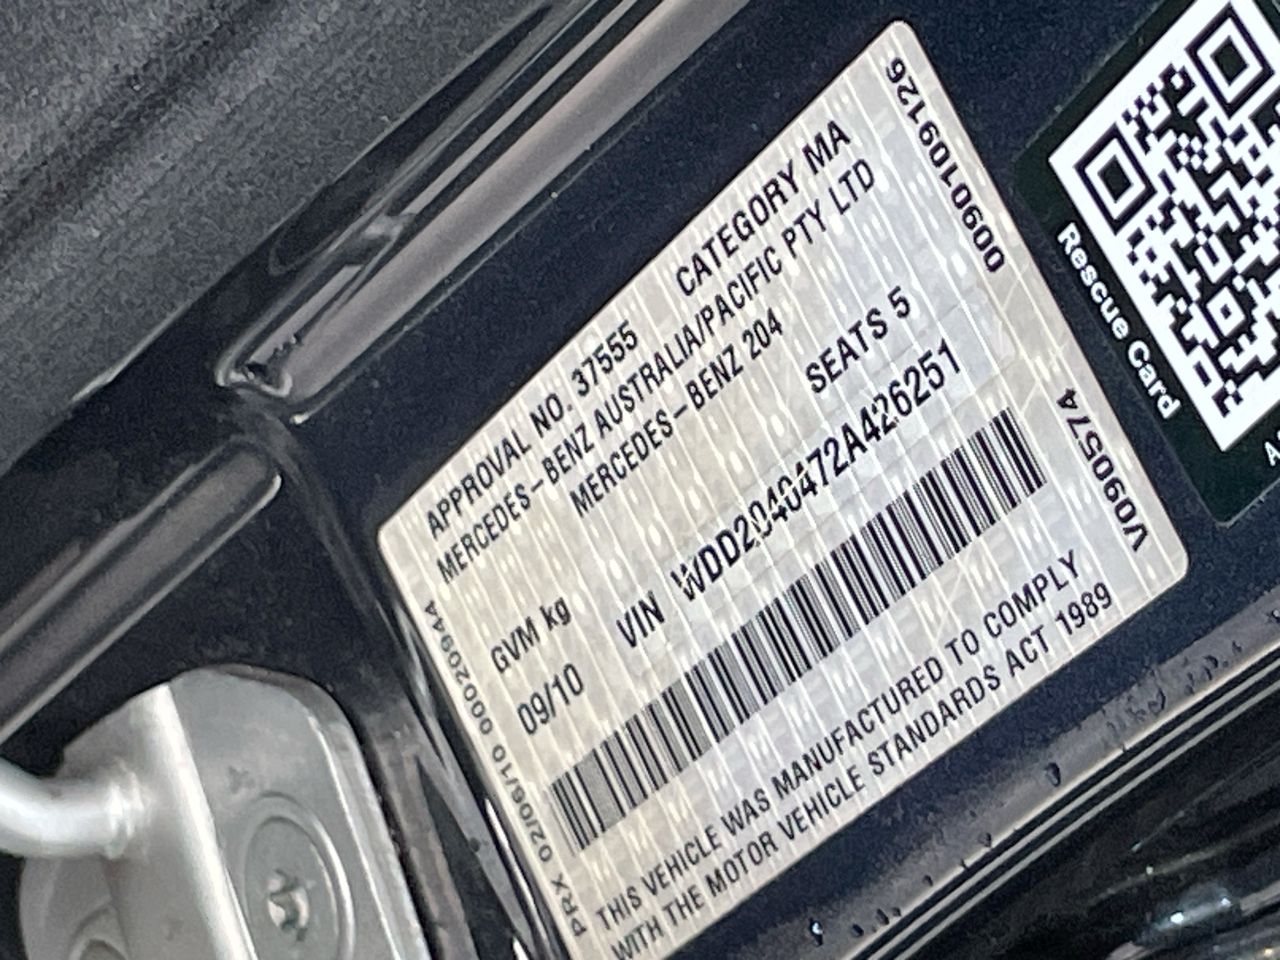 APPROVAL NO. 37555 CATEGORY MA
MERCEDES-BENZ AUSTRALIA/PACIFIC PTY LTD
MERCEDES-BENZ 204
GVM kg SEATS 5
09/10 VIN WDD2040472A426251
THIS VEHICLE WAS MANUFACTURED TO COMPLY
WITH THE MOTOR VEHICLE STANDARDS ACT 1989
PRX 02/06/10 000020944
0090109126
V090574
Rescue Card